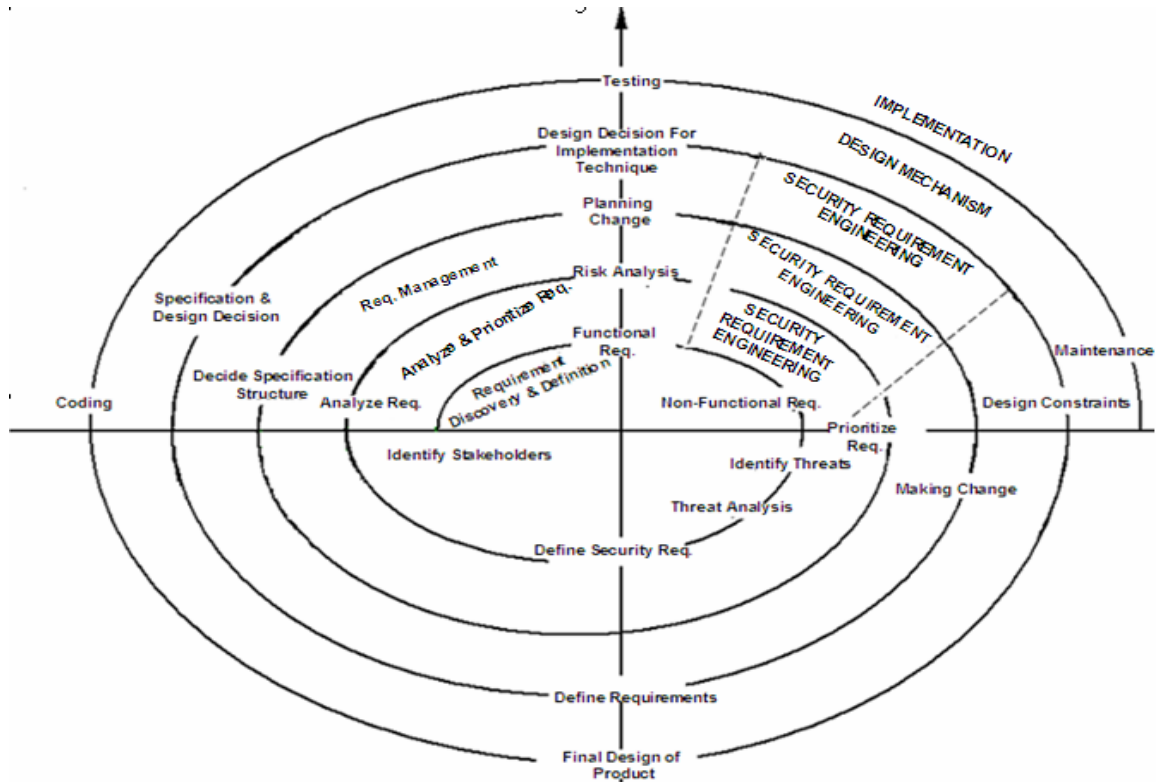 Testing
IMPLEMENTATION
Design Decision For
Implementation
Technique
DESIGN MECHANISM
SECURITY REQUIREMENT
ENGINEERING
Planning
Change
SECURITY REQUIREMENT
ENGINEERING
Req. Management
Risk Analysis
Specification &
Design Decision
Analyze & Prioritize Req.
SECURITY
REQUIREMENT
ENGINEERING
Functional
Req.
Requirement
Discovery & Definition
Maintenance
Decide Specification
Structure
Coding
Analyze Req.
Non-Functional Req.
Design Constraints
Prioritize
Req.
Identify Stakeholders
Identify Threats
Making Change
Threat Analysis
Define Security Req.
Define Requirements
Final Design of
Product